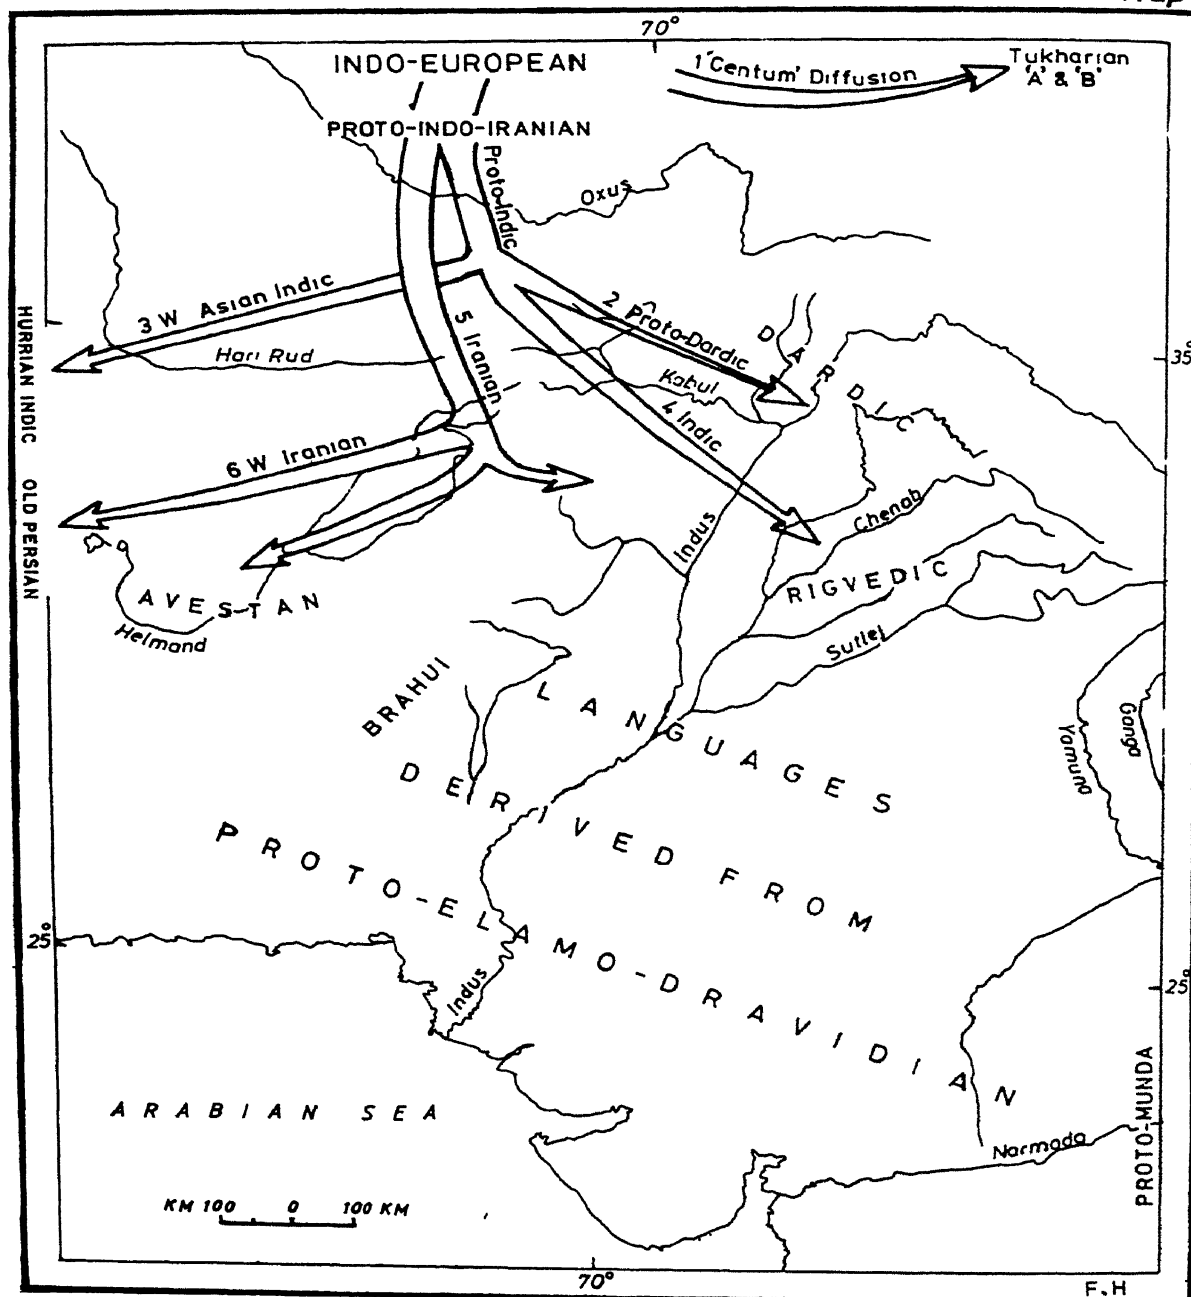 70°
INDO-EUROPEAN
1 'Centum' Diffusion
Tukharian
'A' & 'B'
PROTO-INDO-IRANIAN
Proto-Indic
Oxus
3 W Asian Indic
2 Proto-Dardic
DARDIC
HURRIAN INDIC
Hari Rud
5 Iranian
35
Kabul
4 Indic
6 W Iranian
OLD PERSIAN
Indus
Chenab
RIGVEDIC
AVESTAN
Helmand
Sutlej
BRAHUI
LANGUAGES
Yamuna
Ganga
DERIVED FROM
PROTO-ELAMO-DRAVIDIAN
25°
Indus
25°
ARABIAN SEA
PROTO-MUNDA
Narmada
KM 100 0 100 KM
70°
F.H